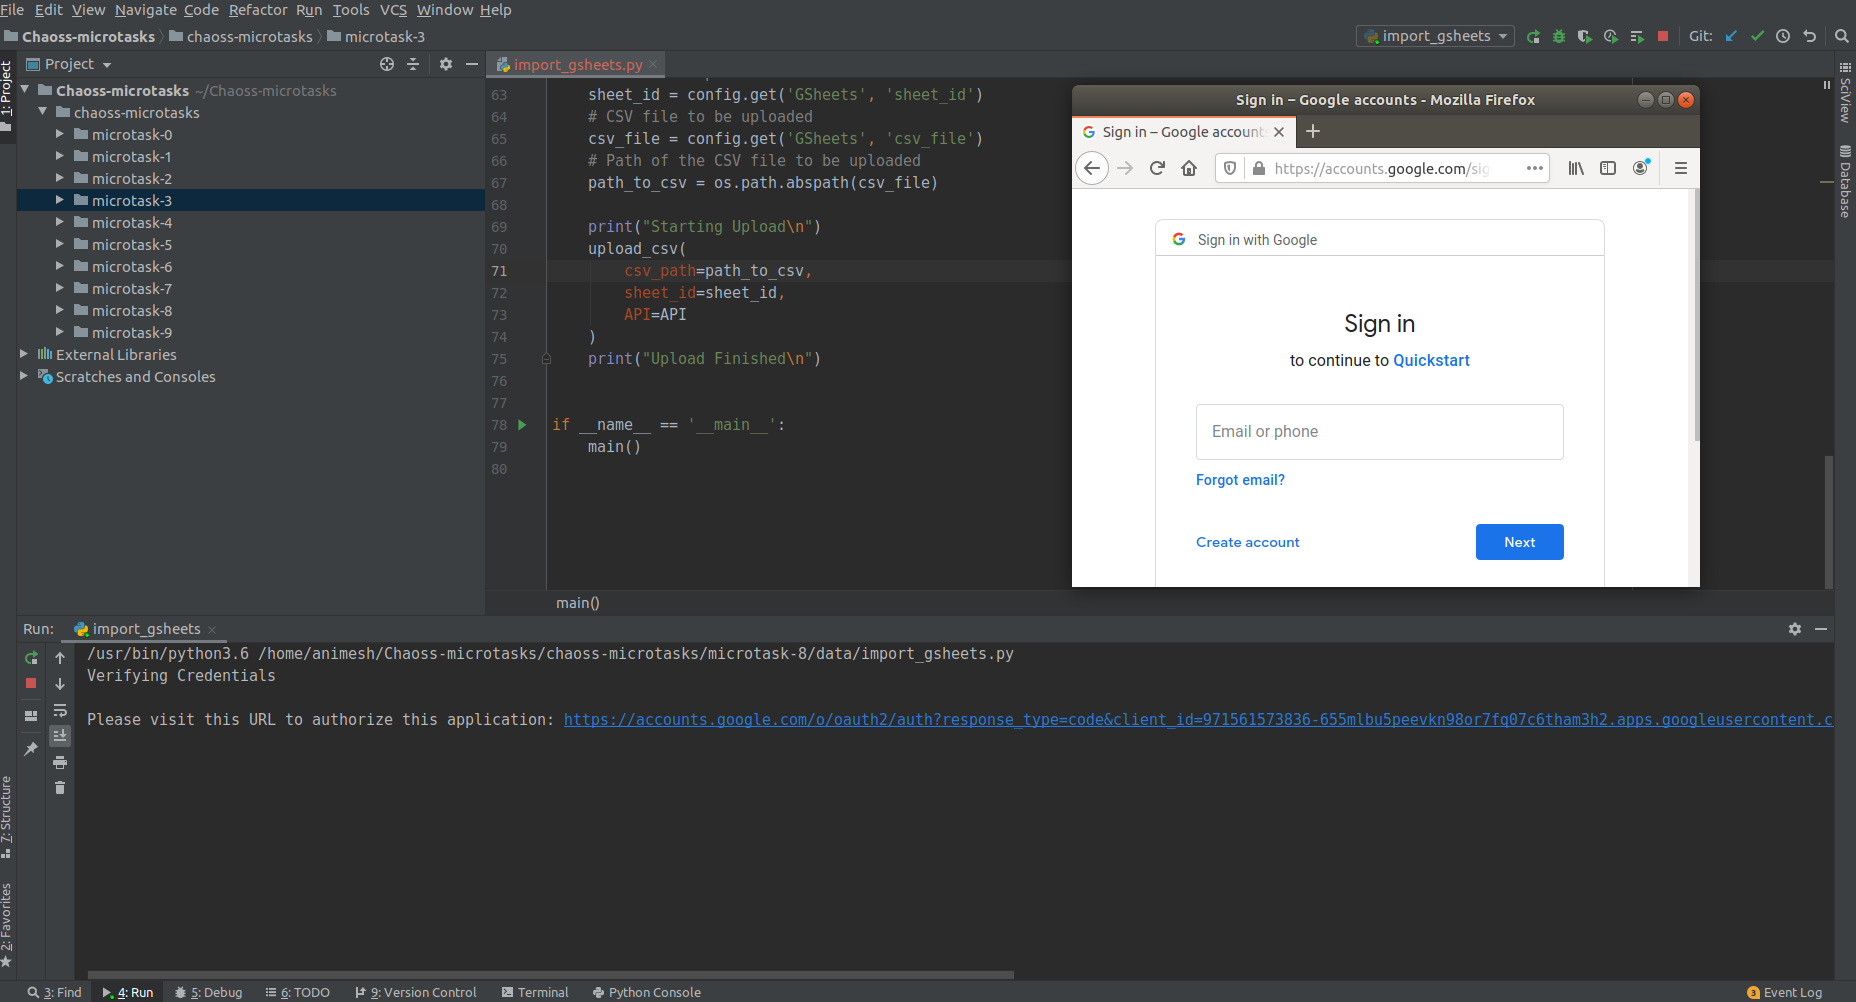 File Edit View Navigate Code Refactor Run Tools VCS Window Help
Chaoss-microtasks chaoss-microtasks microtask-3
import_gsheets
Git:
1: Project
7: Structure
2: Favorites
Project
Chaoss-microtasks ~/Chaoss-microtasks
chaoss-microtasks
microtask-0
microtask-1
microtask-2
microtask-3
microtask-4
microtask-5
microtask-6
microtask-7
microtask-8
microtask-9
External Libraries
Scratches and Consoles
import_gsheets.py
63 sheet_id = config.get('GSheets', 'sheet_id')
64 # CSV file to be uploaded
65 csv_file = config.get('GSheets', 'csv_file')
66 # Path of the CSV file to be uploaded
67 path_to_csv = os.path.abspath(csv_file)
68
69 print("Starting Upload\n")
70 upload_csv(
71 csv_path=path_to_csv,
72 sheet_id=sheet_id,
73 API=API
74 )
75 print("Upload Finished\n")
76
77
78 if __name__ == '__main__':
79 main()
80
main()
Sign in – Google accounts - Mozilla Firefox
Sign in – Google account
https://accounts.google.com/sig
Sign in with Google
Sign in
to continue to Quickstart
Email or phone
Forgot email?
Create account
Next
SciView
Database
Run: import_gsheets
/usr/bin/python3.6 /home/animesh/Chaoss-microtasks/chaoss-microtasks/microtask-8/data/import_gsheets.py
Verifying Credentials
Please visit this URL to authorize this application: https://accounts.google.com/o/oauth2/auth?response_type=code&client_id=971561573836-655mlbu5peevkn98or7fq07c6tham3h2.apps.googleusercontent.c
3: Find 4: Run 5: Debug 6: TODO 9: Version Control Terminal Python Console
3 Event Log